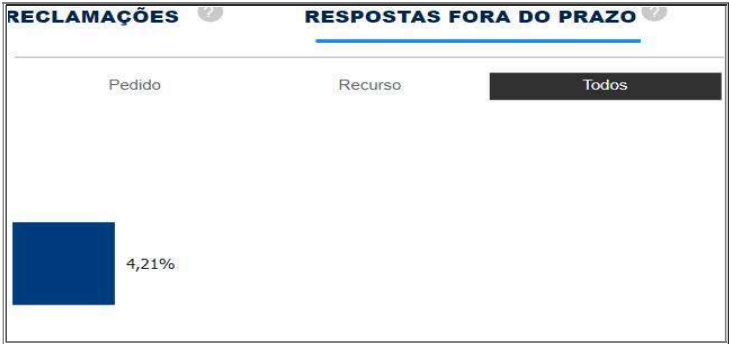 RECLAMAÇÕES ? RESPOSTAS FORA DO PRAZO ?
Pedido Recurso Todos
4,21%